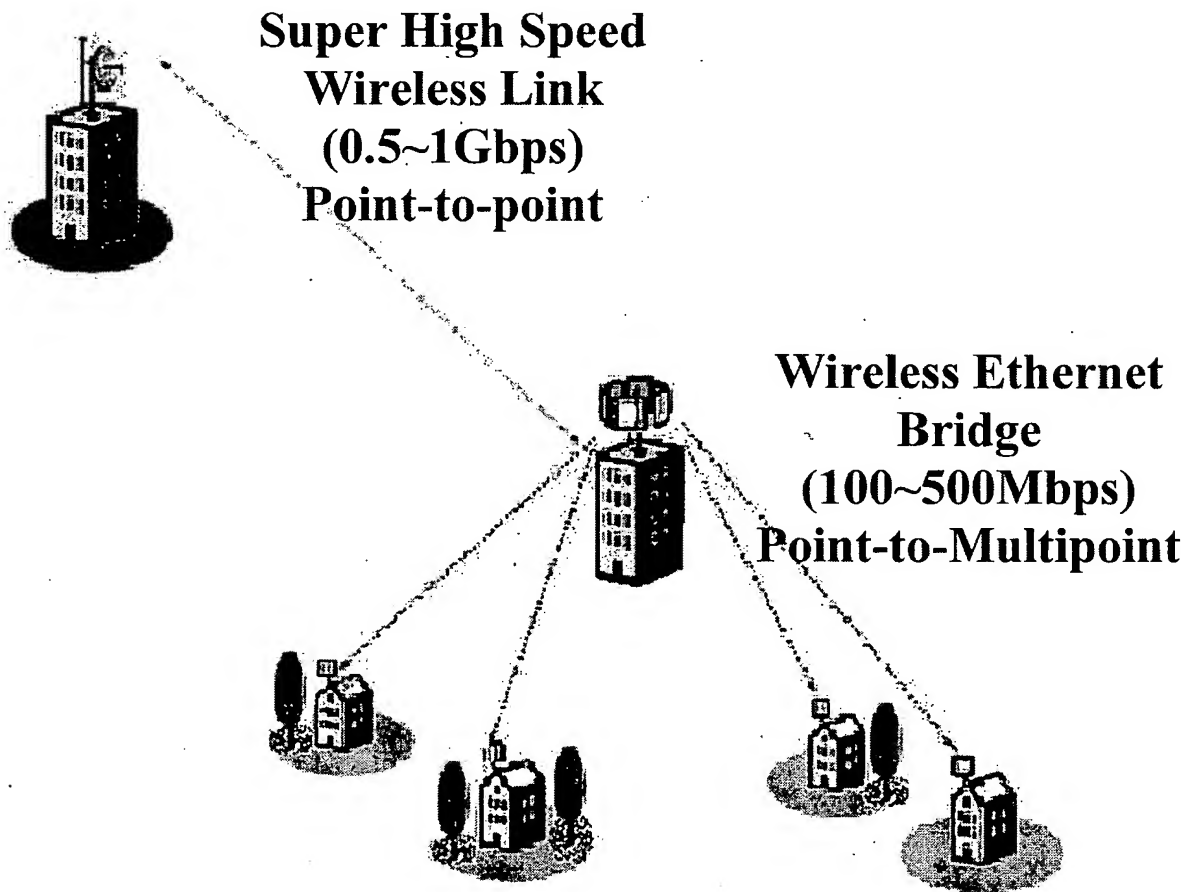 Super High Speed
Wireless Link
(0.5~1Gbps)
Point-to-point
Wireless Ethernet
Bridge
(100~500Mbps)
Point-to-Multipoint